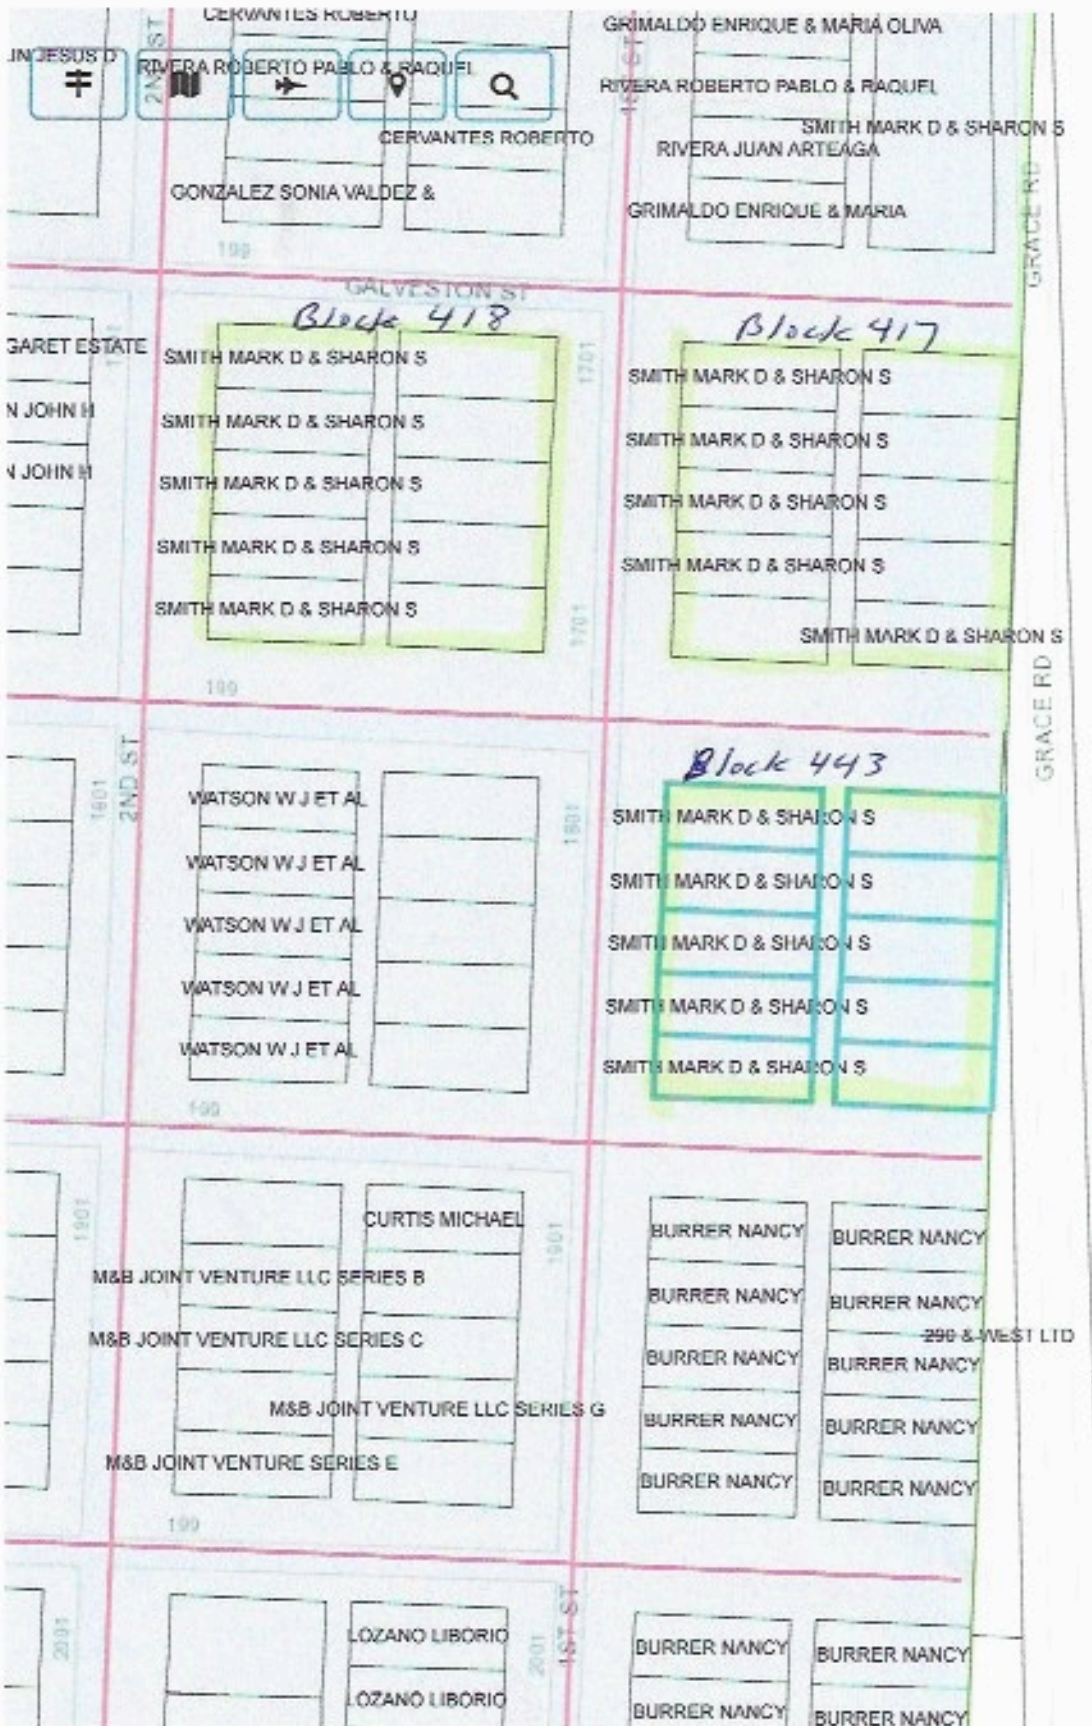 CERVANTES ROBERTO
GRIMALDO ENRIQUE & MARIA OLIVA
2ND ST
RIVERA ROBERTO PABLO & RAQUEL
RIVERA ROBERTO PABLO & RAQUEL
1ST ST
SMITH MARK D & SHARON S
CERVANTES ROBERTO
RIVERA JUAN ARTEAGA
GONZALEZ SONIA VALDEZ &
GRIMALDO ENRIQUE & MARIA
GRACE RD
199
GALVESTON ST
Block 418
Block 417
GARET ESTATE
SMITH MARK D & SHARON S
1701
SMITH MARK D & SHARON S
N JOHN H
SMITH MARK D & SHARON S
SMITH MARK D & SHARON S
N JOHN H
SMITH MARK D & SHARON S
SMITH MARK D & SHARON S
SMITH MARK D & SHARON S
SMITH MARK D & SHARON S
SMITH MARK D & SHARON S
1701
SMITH MARK D & SHARON S
199
GRACE RD
2ND ST
Block 443
1801
WATSON W J ET AL
1801
SMITH MARK D & SHARON S
WATSON W J ET AL
SMITH MARK D & SHARON S
WATSON W J ET AL
SMITH MARK D & SHARON S
WATSON W J ET AL
SMITH MARK D & SHARON S
WATSON W J ET AL
SMITH MARK D & SHARON S
199
1901
CURTIS MICHAEL
1901
BURRER NANCY
BURRER NANCY
M&B JOINT VENTURE LLC SERIES B
BURRER NANCY
BURRER NANCY
M&B JOINT VENTURE LLC SERIES C
290 & WEST LTD
BURRER NANCY
BURRER NANCY
M&B JOINT VENTURE LLC SERIES G
BURRER NANCY
BURRER NANCY
M&B JOINT VENTURE SERIES E
BURRER NANCY
BURRER NANCY
199
2001
LOZANO LIBORIO
2001
1ST ST
BURRER NANCY
BURRER NANCY
LOZANO LIBORIO
BURRER NANCY
BURRER NANCY